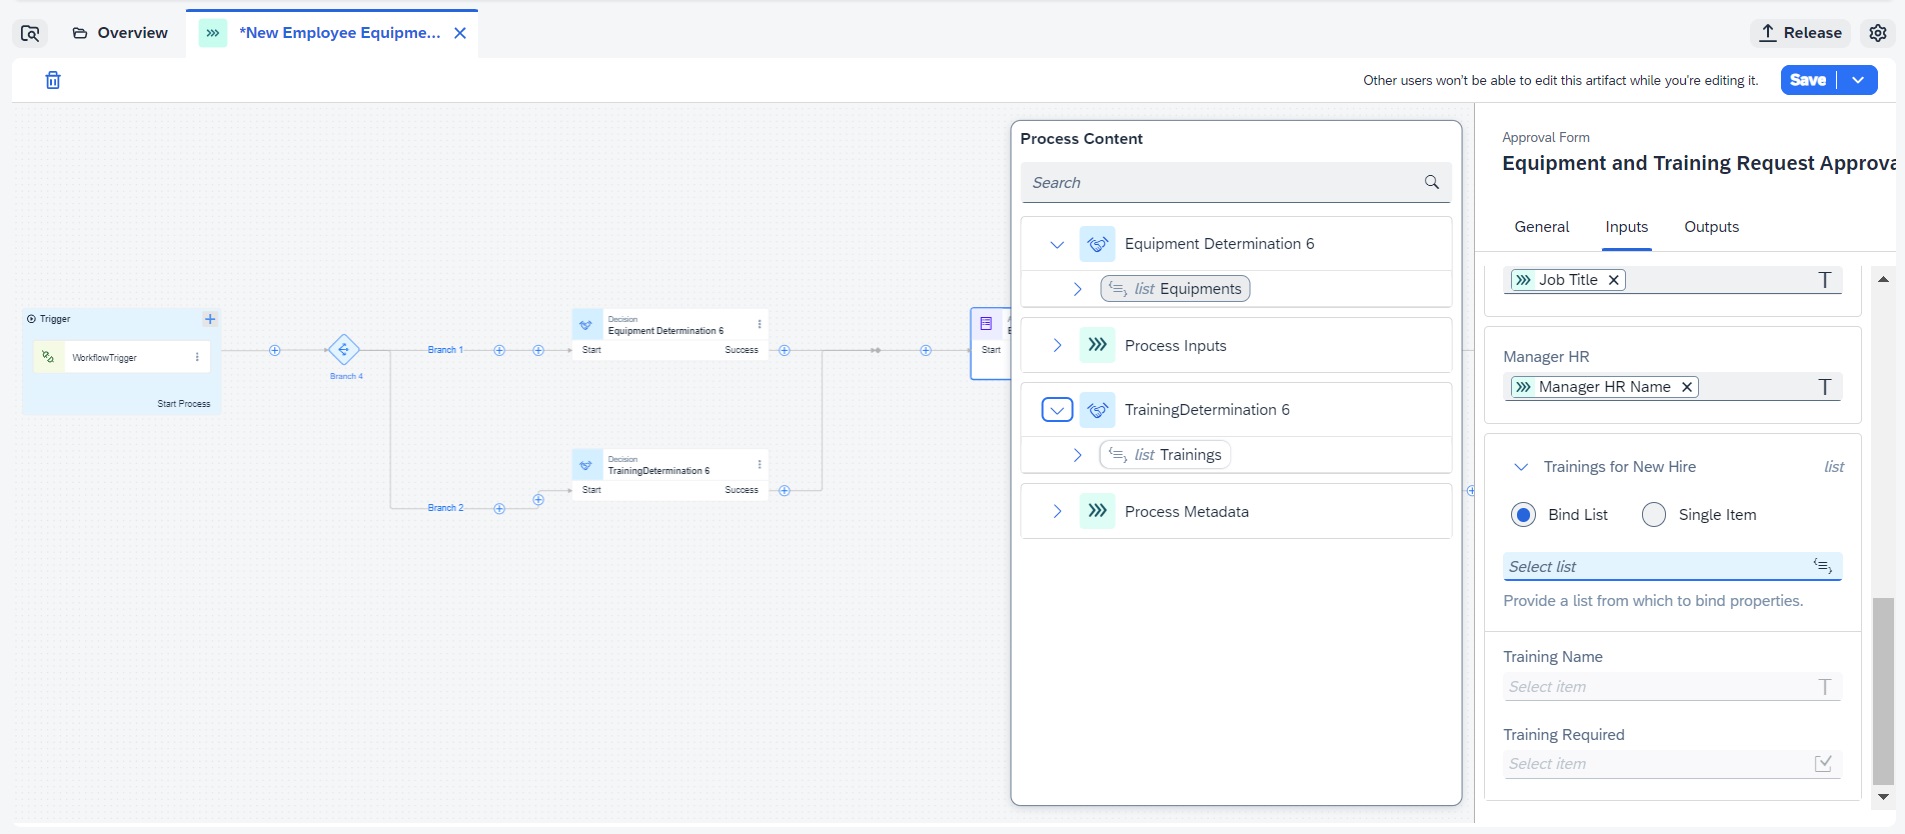 Overview
*New Employee Equipme...
Release
Other users won't be able to edit this artifact while you're editing it.
Save
Trigger
WorkflowTrigger
Start Process
Branch 4
Branch 1
Branch 2
Decision
Equipment Determination 6
Start
Success
Decision
TrainingDetermination 6
Start
Success
Start
Process Content
Search
Equipment Determination 6
list Equipments
Process Inputs
TrainingDetermination 6
list Trainings
Process Metadata
Approval Form
Equipment and Training Request Approva
General
Inputs
Outputs
Job Title
Manager HR
Manager HR Name
Trainings for New Hire
list
Bind List
Single Item
Select list
Provide a list from which to bind properties.
Training Name
Select item
Training Required
Select item